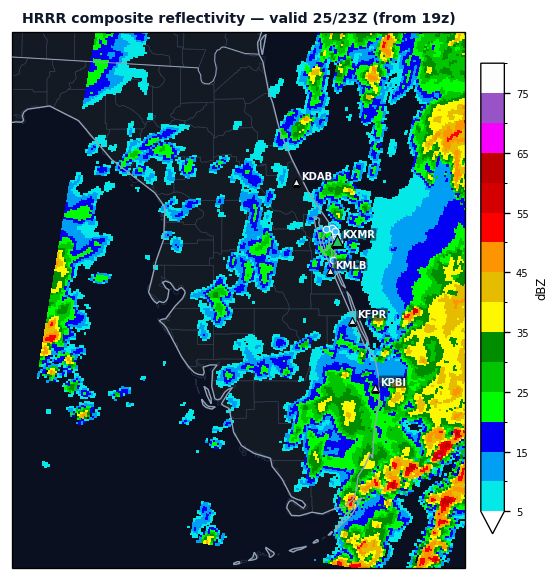 HRRR composite reflectivity — valid 25/23Z (from 19z)
75
65
55
45
35
25
15
5
dBZ
KDAB
KXMR
KMLB
KFPR
KPBI